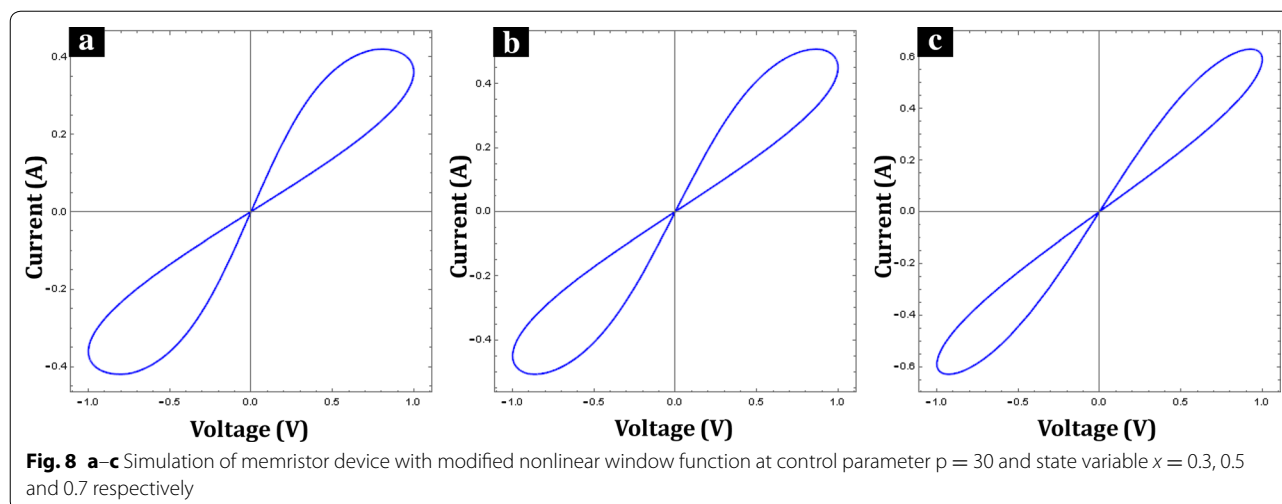 a
0.4
0.2
0.0
−0.2
−0.4
Current (A)
−1.0 −0.5 0.0 0.5 1.0
Voltage (V)
b
0.4
0.2
0.0
−0.2
−0.4
Current (A)
−1.0 −0.5 0.0 0.5 1.0
Voltage (V)
c
0.6
0.4
0.2
0.0
−0.2
−0.4
−0.6
Current (A)
−1.0 −0.5 0.0 0.5 1.0
Voltage (V)
Fig. 8 a–c Simulation of memristor device with modified nonlinear window function at control parameter p = 30 and state variable x = 0.3, 0.5
and 0.7 respectively